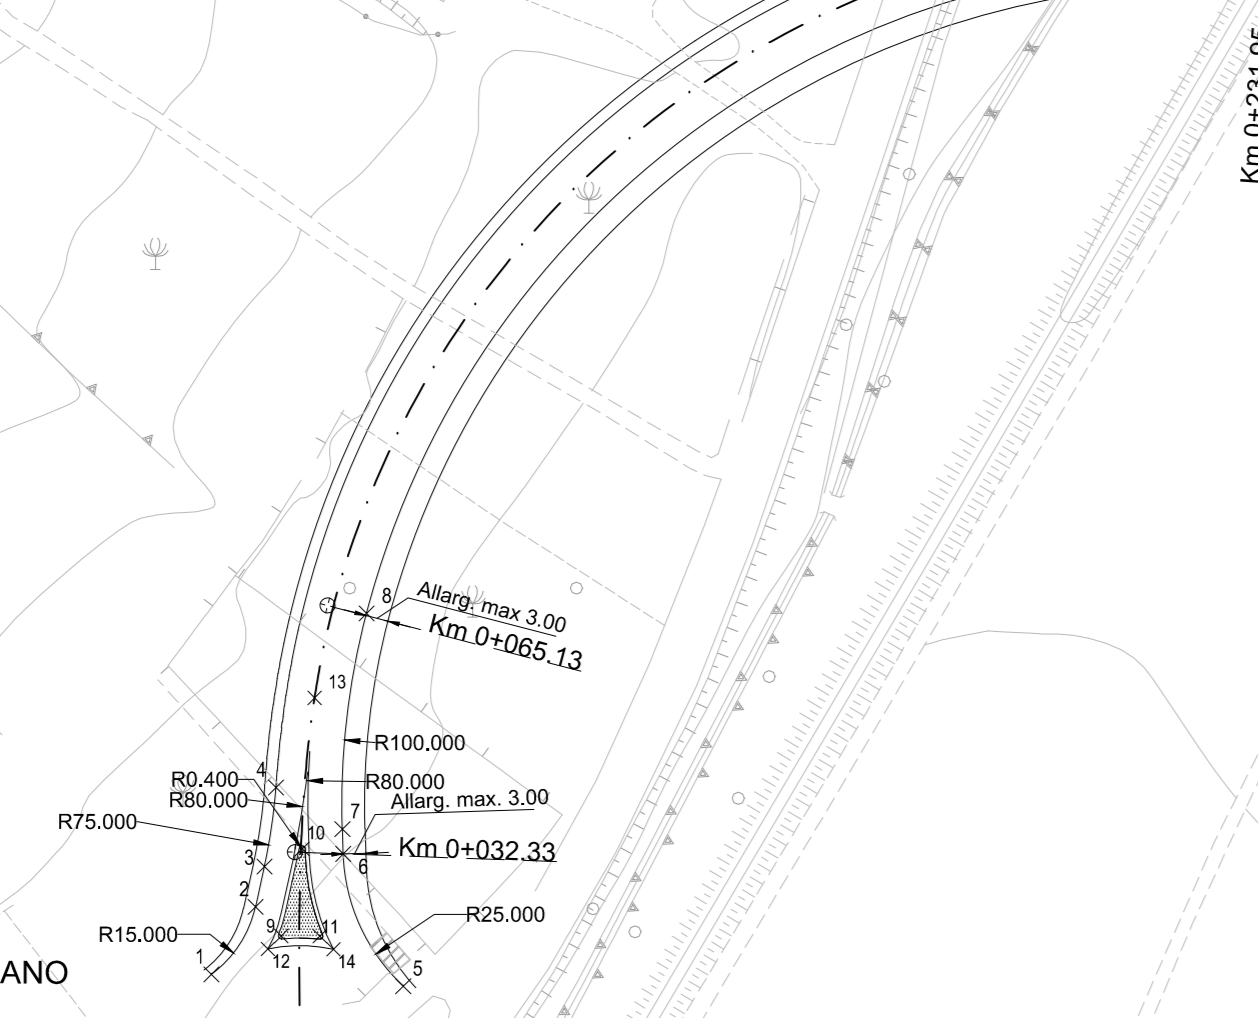 Km 0+231.95
8
Allarg. max 3.00
Km 0+065.13
13
R100.000
4
R0.400
R80.000
R80.000
Allarg. max. 3.00
R75.000
7
10
Km 0+032.33
3
6
2
R25.000
9
11
R15.000
1
12
14
5
ANO